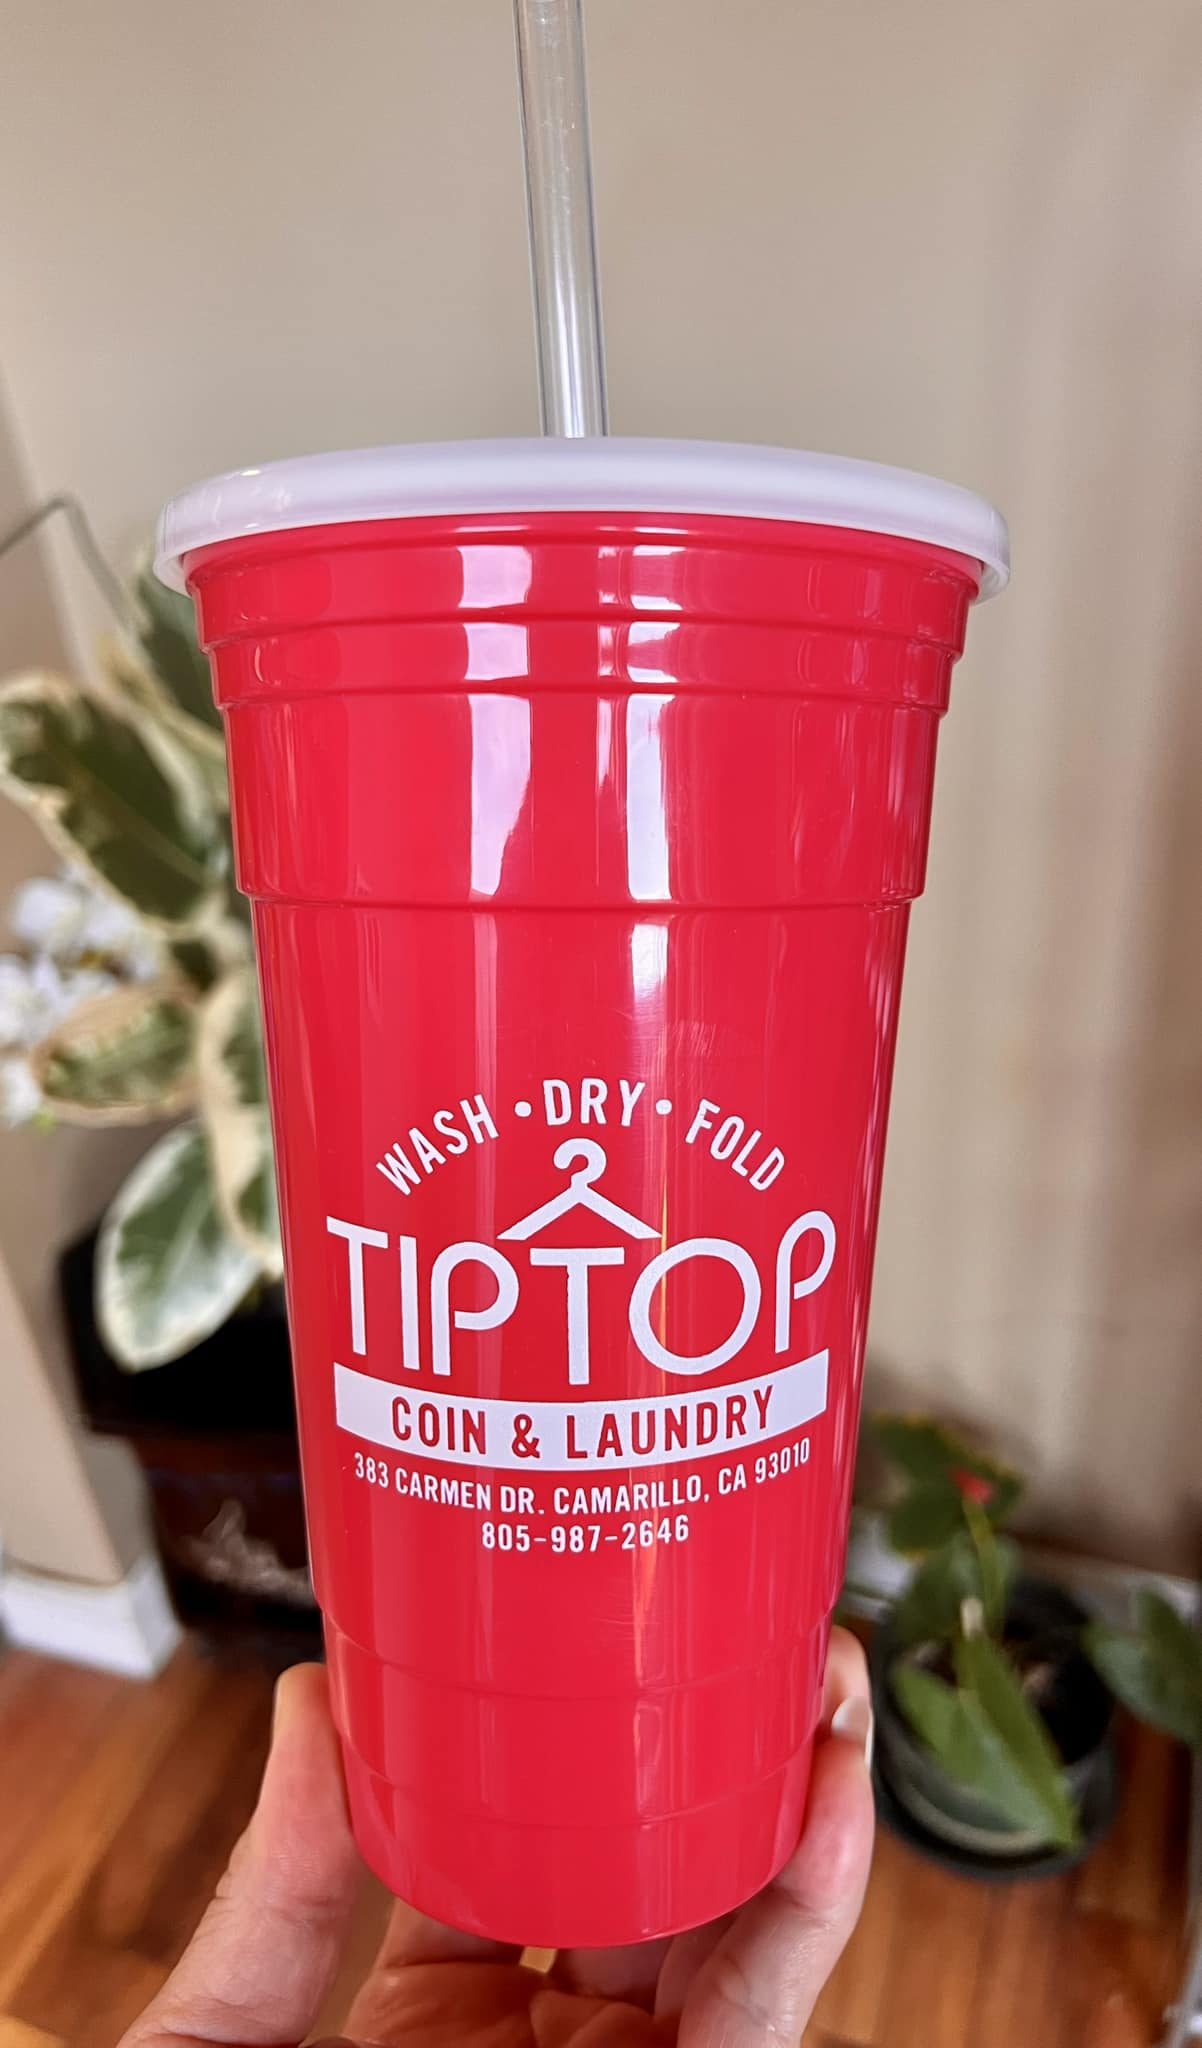 WASH • DRY • FOLD
TIPTOP
COIN & LAUNDRY
383 CARMEN DR. CAMARILLO, CA 93010
805-987-2646